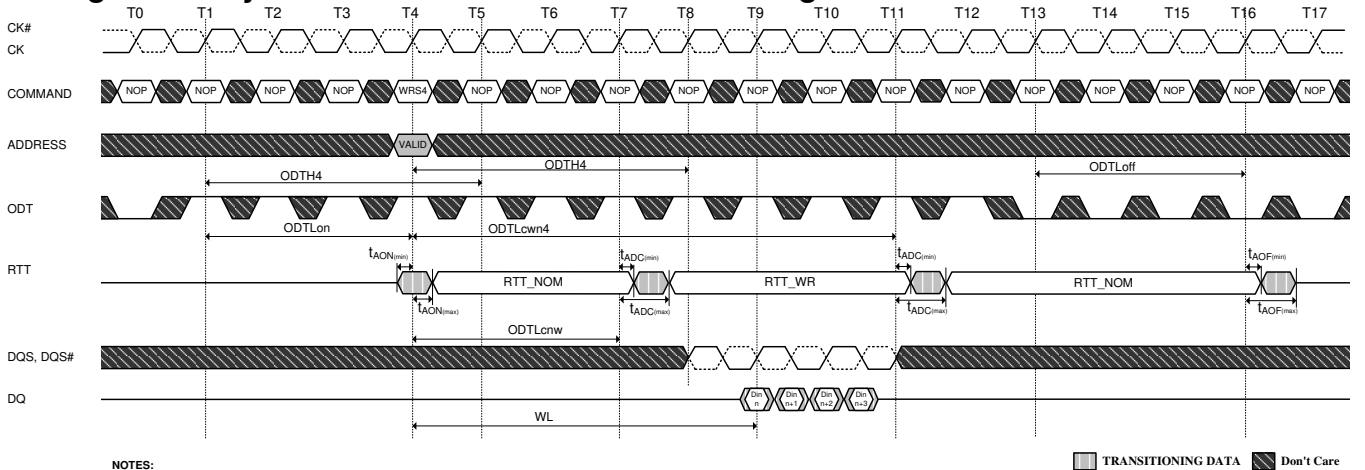 T0 T1 T2 T3 T4 T5 T6 T7 T8 T9 T10 T11 T12 T13 T14 T15 T16 T17
CK#
CK
COMMAND NOP NOP NOP NOP WRS4 NOP NOP NOP NOP NOP NOP NOP NOP NOP NOP NOP NOP NOP
ADDRESS VALID
ODTH4 ODTLoff
ODTH4
ODT
ODTLon ODTLcwn4
tAON(min) tADC(min) tADC(min) tAOF(min)
RTT RTT_NOM RTT_WR RTT_NOM
tAON(max) tADC(max) tADC(max) tAOF(max)
ODTLcnw
DQS, DQS#
DQ Din n Din n+1 Din n+2 Din n+3
WL
NOTES: TRANSITIONING DATA Don't Care